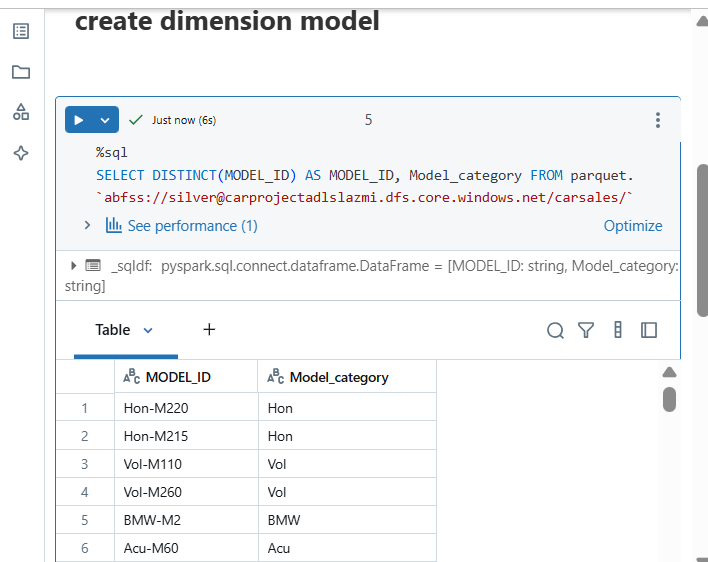 create dimension model
Just now (6s)
5
%sql
SELECT DISTINCT(MODEL_ID) AS MODEL_ID, Model_category FROM parquet.
`abfss://silver@carprojectadlslazmi.dfs.core.windows.net/carsales/`
See performance (1)
Optimize
_sqldf: pyspark.sql.connect.dataframe.DataFrame = [MODEL_ID: string, Model_category:
string]
Table
+
ABC MODEL_ID ABC Model_category
1 Hon-M220 Hon
2 Hon-M215 Hon
3 Vol-M110 Vol
4 Vol-M260 Vol
5 BMW-M2 BMW
6 Acu-M60 Acu